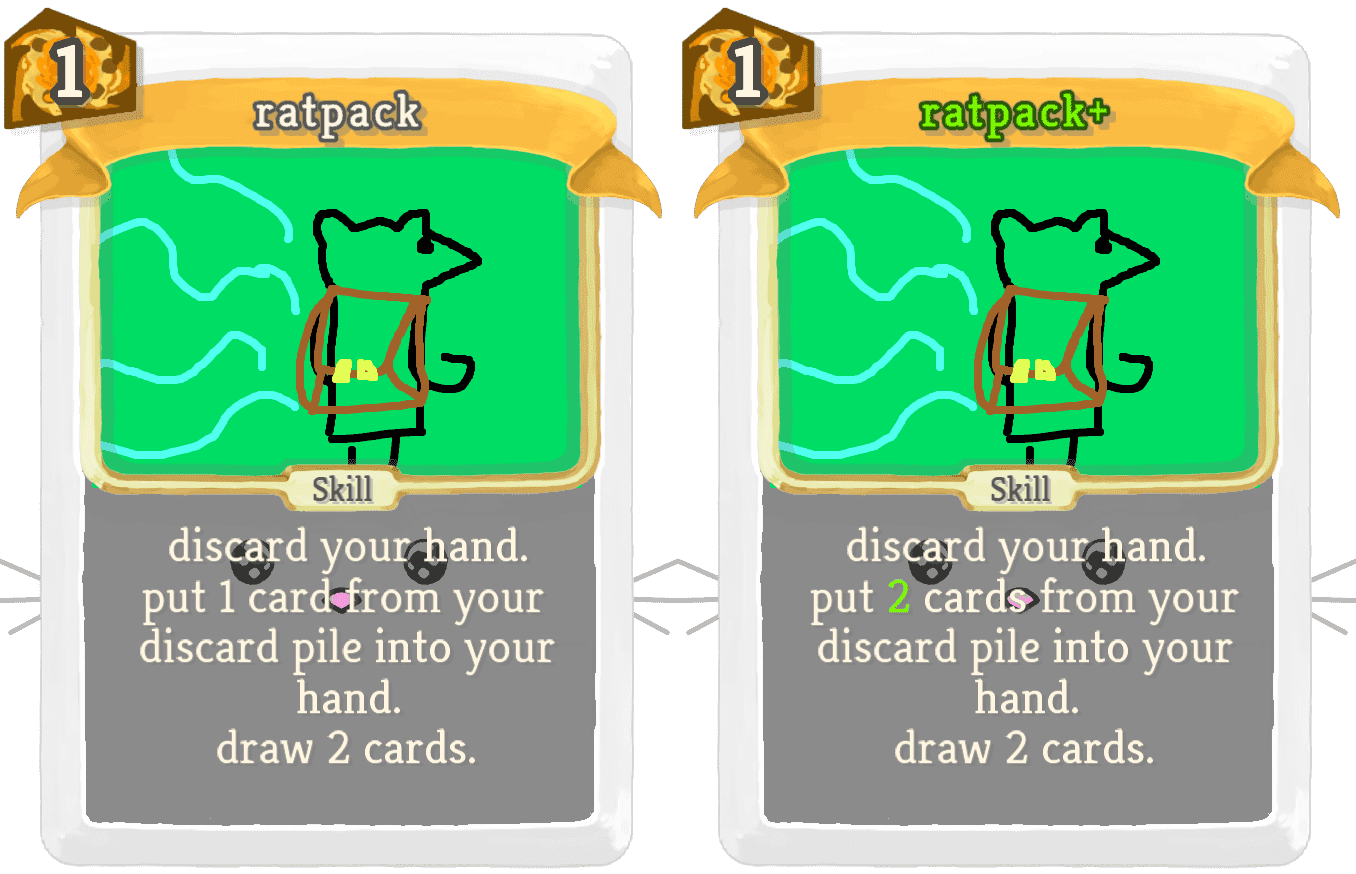 1
ratpack
Skill
discard your hand.
put 1 card from your
discard pile into your
hand.
draw 2 cards.
1
ratpack+
Skill
discard your hand.
put 2 cards from your
discard pile into your
hand.
draw 2 cards.